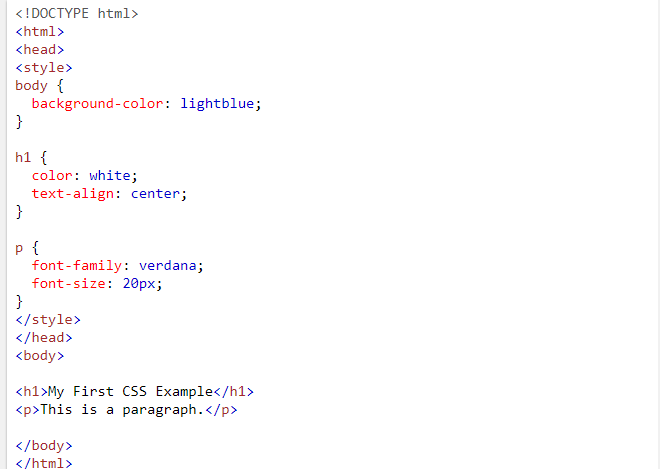 <!DOCTYPE html>
<html>
<head>
<style>
body {
  background-color: lightblue;
}

h1 {
  color: white;
  text-align: center;
}

p {
  font-family: verdana;
  font-size: 20px;
}
</style>
</head>
<body>

<h1>My First CSS Example</h1>
<p>This is a paragraph.</p>

</body>
</html>